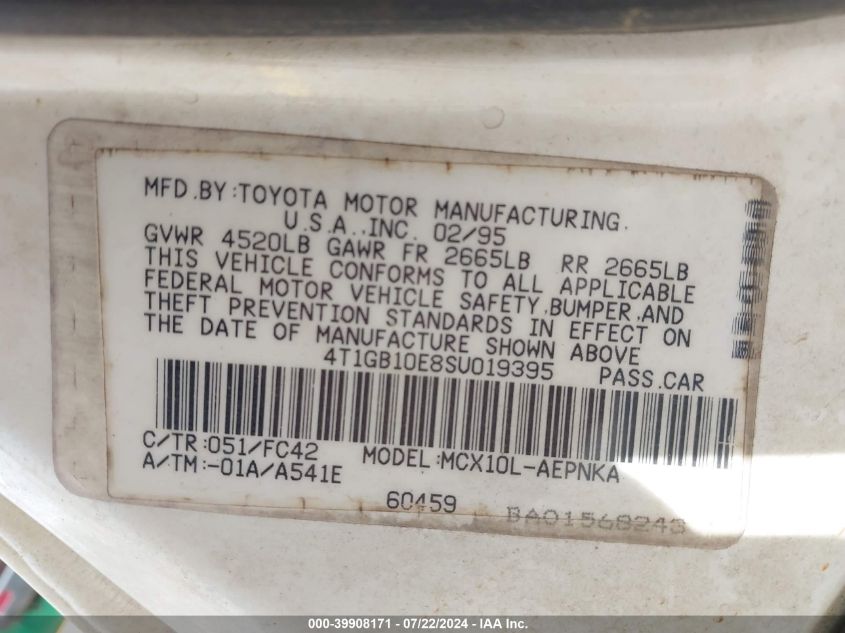 MFD.BY:TOYOTA MOTOR MANUFACTURING.
U.S.A.,INC. 02/95
GVWR 4520LB GAWR FR 2665LB RR 2665LB
THIS VEHICLE CONFORMS TO ALL APPLICABLE
FEDERAL MOTOR VEHICLE SAFETY,BUMPER,AND
THEFT PREVENTION STANDARDS IN EFFECT ON
THE DATE OF MANUFACTURE SHOWN ABOVE
4T1GB10E8SU019395 PASS.CAR
C/TR:051/FC42 MODEL:MCX10L-AEPNKA
A/TM:-01A/A541E
60459 BA01568243
000-39908171 / 07/22/2024 - IAA Inc.